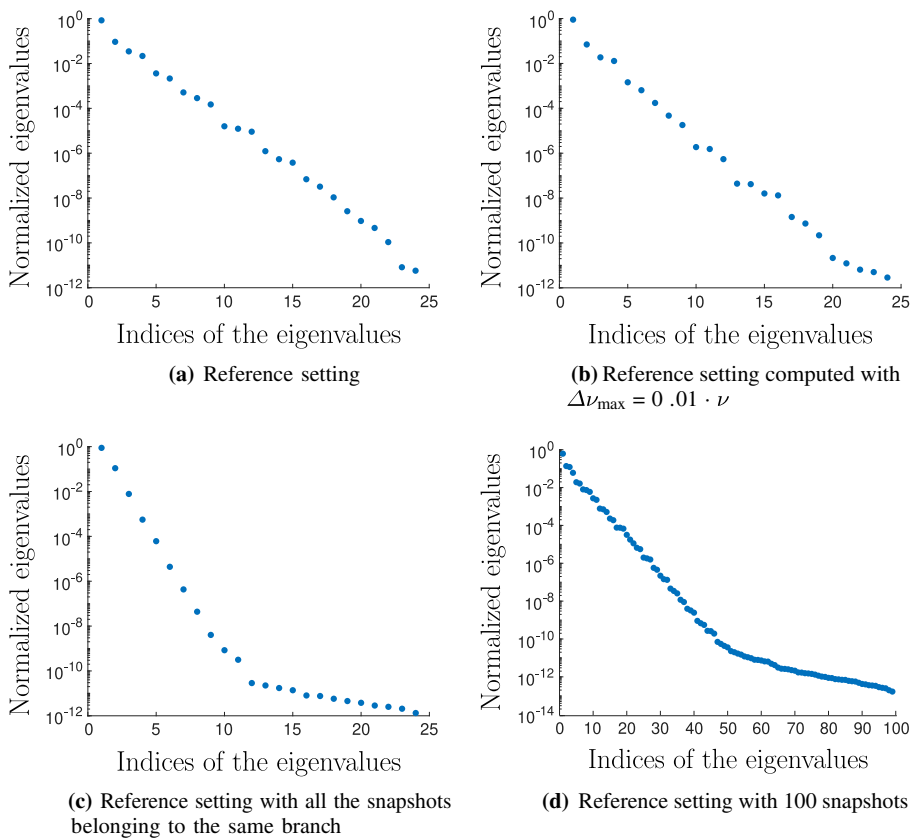 Normalized eigenvalues
10^0
10^-2
10^-4
10^-6
10^-8
10^-10
10^-12
0 5 10 15 20 25
Indices of the eigenvalues
(a) Reference setting
Normalized eigenvalues
10^0
10^-2
10^-4
10^-6
10^-8
10^-10
10^-12
0 5 10 15 20 25
Indices of the eigenvalues
(b) Reference setting computed with
Δν_max = 0 .01 · ν
Normalized eigenvalues
10^0
10^-2
10^-4
10^-6
10^-8
10^-10
10^-12
0 5 10 15 20 25
Indices of the eigenvalues
(c) Reference setting with all the snapshots
belonging to the same branch
Normalized eigenvalues
10^0
10^-2
10^-4
10^-6
10^-8
10^-10
10^-12
10^-14
0 10 20 30 40 50 60 70 80 90 100
Indices of the eigenvalues
(d) Reference setting with 100 snapshots